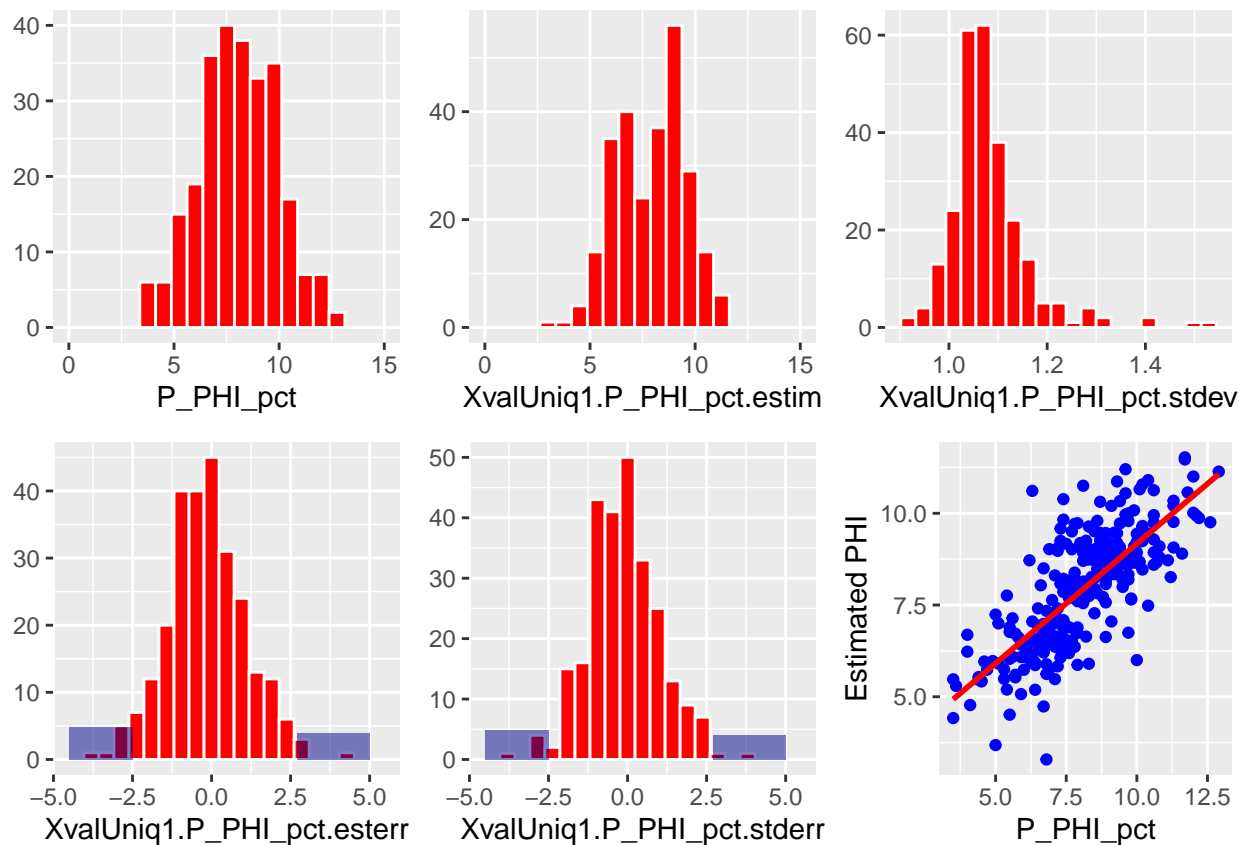 40
30
20
10
0
0 5 10 15
P_PHI_pct
40
20
0
0 5 10 15
XvalUniq1.P_PHI_pct.estim
60
40
20
0
1.0 1.2 1.4
XvalUniq1.P_PHI_pct.stdev
40
30
20
10
0
−5.0 −2.5 0.0 2.5 5.0
XvalUniq1.P_PHI_pct.esterr
50
40
30
20
10
0
−5.0 −2.5 0.0 2.5 5.0
XvalUniq1.P_PHI_pct.stderr
Estimated PHI
10.0
7.5
5.0
5.0 7.5 10.0 12.5
P_PHI_pct